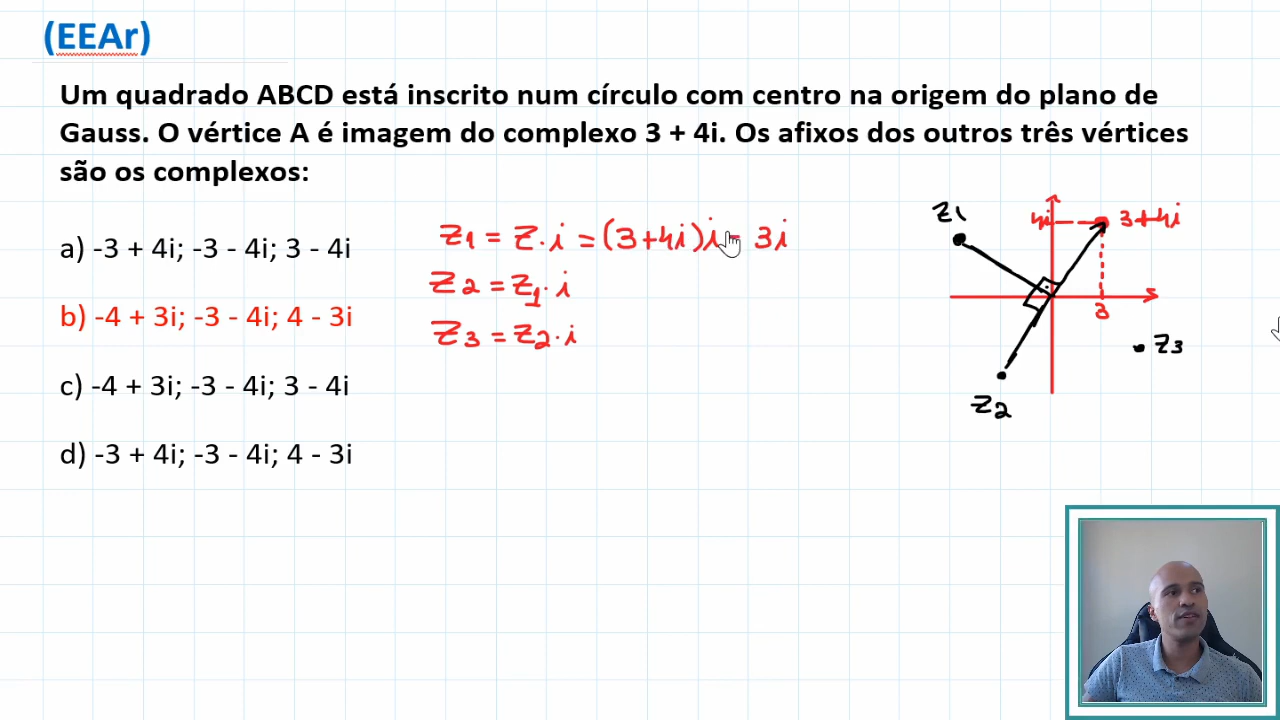 (EEAr)
Um quadrado ABCD está inscrito num círculo com centro na origem do plano de
Gauss. O vértice A é imagem do complexo 3 + 4i. Os afixos dos outros três vértices
são os complexos:
a) -3 + 4i; -3 - 4i; 3 - 4i
b) -4 + 3i; -3 - 4i; 4 - 3i
c) -4 + 3i; -3 - 4i; 3 - 4i
d) -3 + 4i; -3 - 4i; 4 - 3i
z1 = z·i = (3+4i)i = 3i
z2 = z1·i
z3 = z2·i
z1
4i
3+4i
3
z3
z2